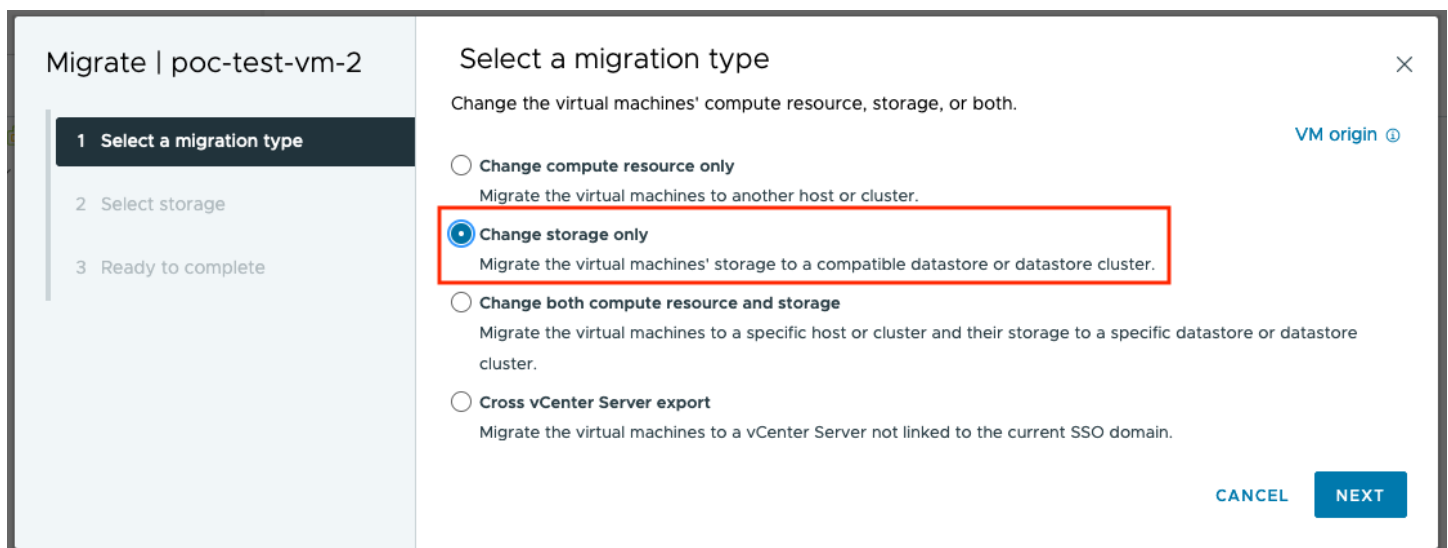 Migrate | poc-test-vm-2
1 Select a migration type
2 Select storage
3 Ready to complete
Select a migration type
Change the virtual machines' compute resource, storage, or both.
VM origin
Change compute resource only
Migrate the virtual machines to another host or cluster.
Change storage only
Migrate the virtual machines' storage to a compatible datastore or datastore cluster.
Change both compute resource and storage
Migrate the virtual machines to a specific host or cluster and their storage to a specific datastore or datastore
cluster.
Cross vCenter Server export
Migrate the virtual machines to a vCenter Server not linked to the current SSO domain.
CANCEL NEXT